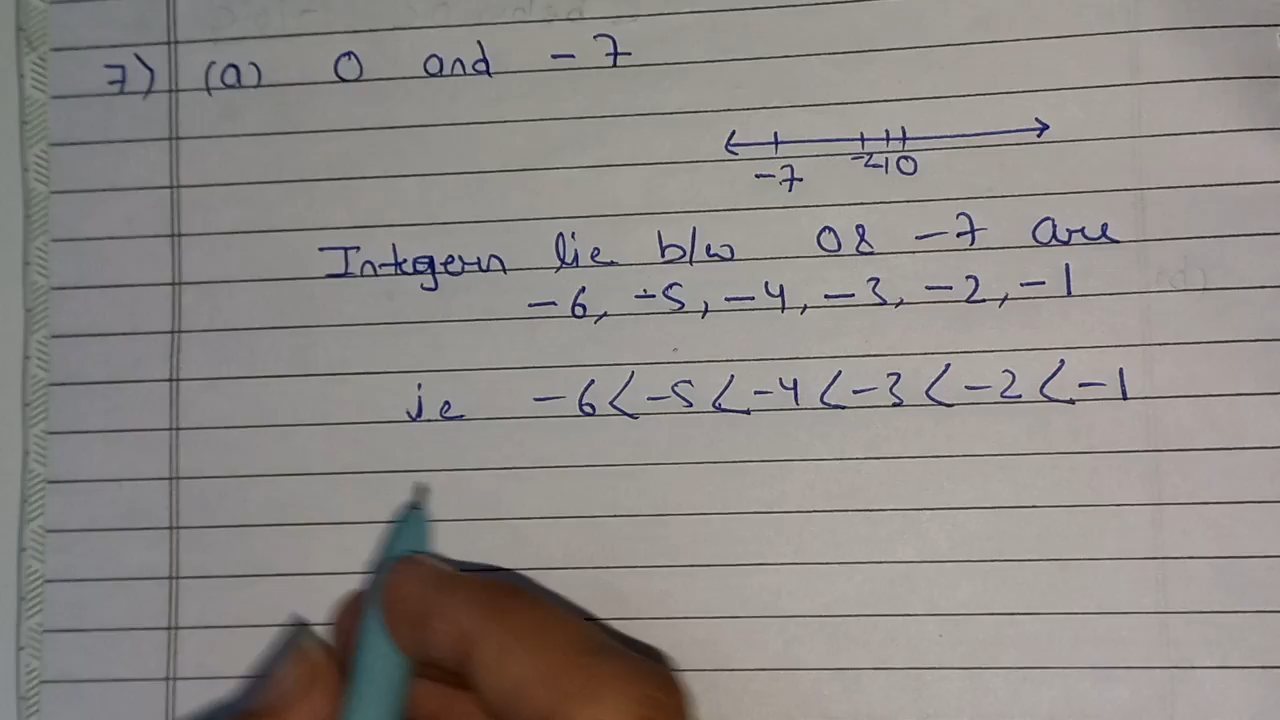 7) (a) 0 and -7
-7 -2 -1 0
Integers lie b/w 0 & -7 are
-6, -5, -4, -3, -2, -1
ie -6 < -5 < -4 < -3 < -2 < -1